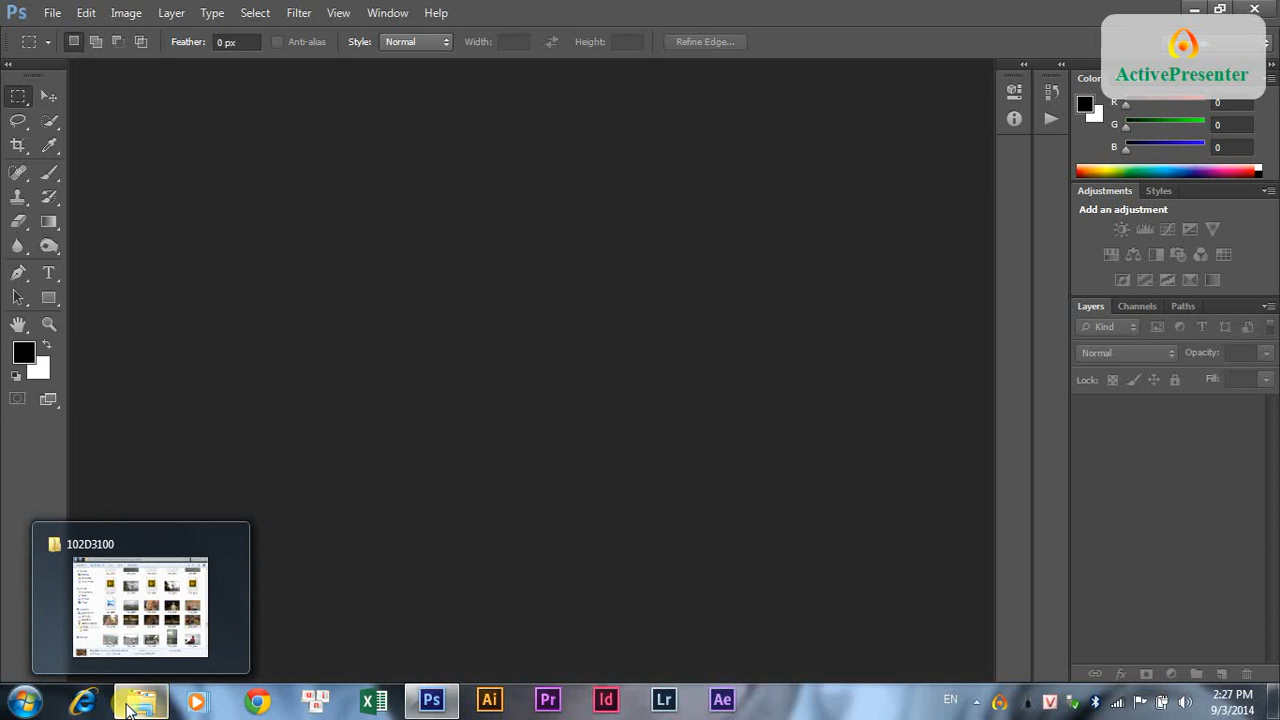 Ps File Edit Image Layer Type Select Filter View Window Help
Feather: 0 px Anti-alias Style: Normal Width: Height: Refine Edge...
ActivePresenter
Color
R 0
G 0
B 0
Adjustments Styles
Add an adjustment
Layers Channels Paths
Kind
Normal Opacity:
Lock: Fill:
102D3100
Ps Ai Pr Id Lr Ae
EN
2:27 PM
9/3/2014